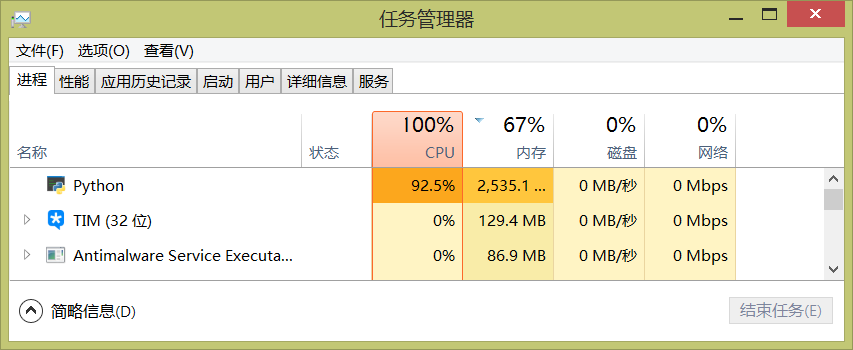 任务管理器
文件(F) 选项(O) 查看(V)
进程 性能 应用历史记录 启动 用户 详细信息 服务
100% 67% 0% 0%
名称 状态 CPU 内存 磁盘 网络
Python 92.5% 2,535.1 ... 0 MB/秒 0 Mbps
TIM (32 位) 0% 129.4 MB 0 MB/秒 0 Mbps
Antimalware Service Executa... 0% 86.9 MB 0 MB/秒 0 Mbps
简略信息(D) 结束任务(E)